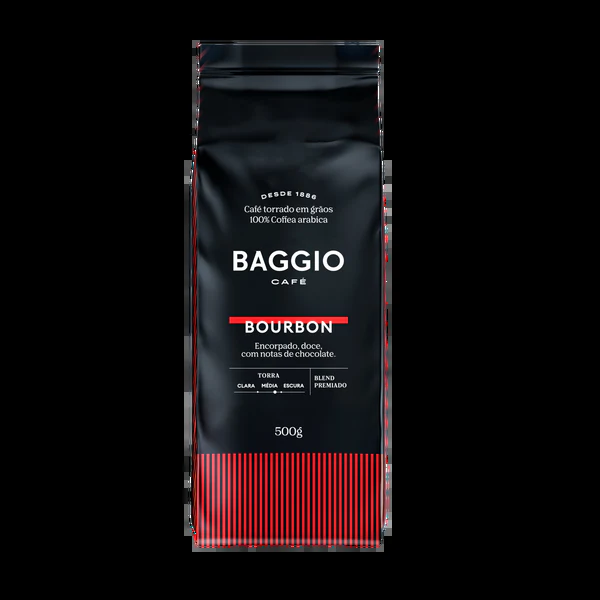 DESDE 1886
Café torrado em grãos
100% Coffea arabica
BAGGIO
CAFÉ
BOURBON
Encorpado, doce,
com notas de chocolate.
TORRA
CLARA MÉDIA ESCURA
BLEND
PREMIADO
500g